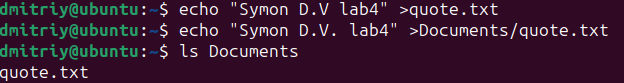 dmitriy@ubuntu:~$ echo "Symon D.V lab4" >quote.txt
dmitriy@ubuntu:~$ echo "Symon D.V. lab4" >Documents/quote.txt
dmitriy@ubuntu:~$ ls Documents
quote.txt